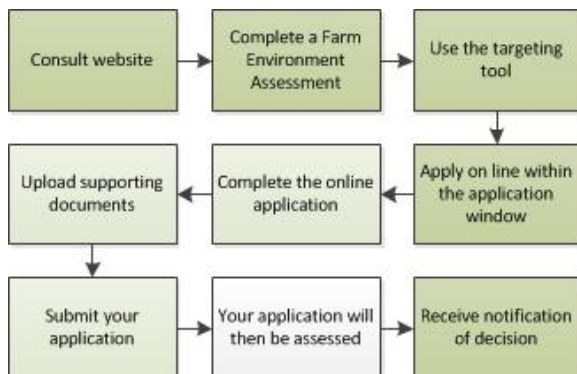 Consult website
Complete a Farm
Environment
Assessment
Use the targeting
tool
Apply on line within
the application
window
Complete the online
application
Upload supporting
documents
Submit your
application
Your application will
then be assessed
Receive notification
of decision